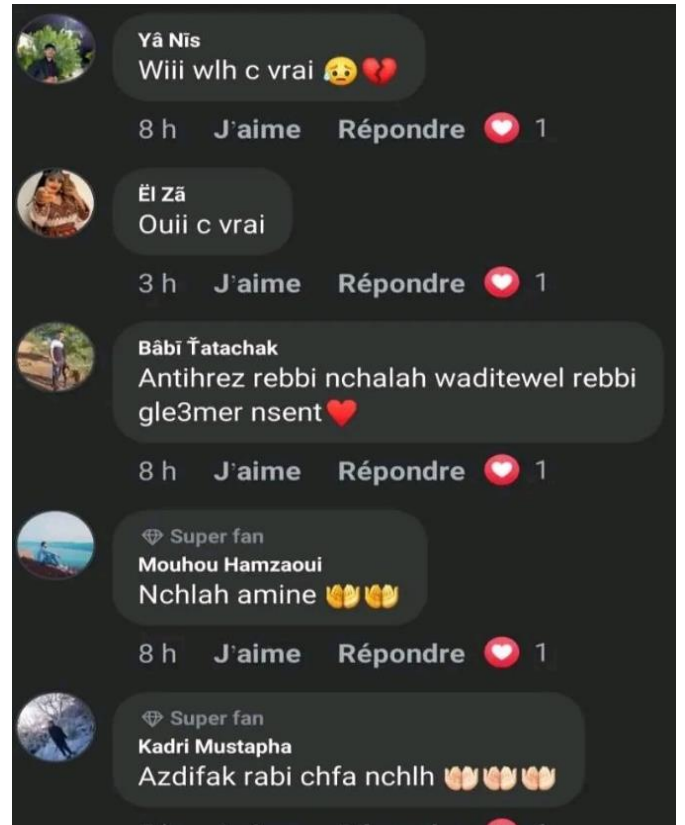 Yâ Nīs
Wiii wlh c vrai 😥💔
8 h J'aime Répondre 1
Ël Zã
Ouii c vrai
3 h J'aime Répondre 1
Bâbī Ťatachak
Antihrez rebbi nchalah waditewel rebbi
gle3mer nsent❤️
8 h J'aime Répondre 1
Super fan
Mouhou Hamzaoui
Nchlah amine 🤲🤲
8 h J'aime Répondre 1
Super fan
Kadri Mustapha
Azdifak rabi chfa nchlh 🤲🏻🤲🏻🤲🏻